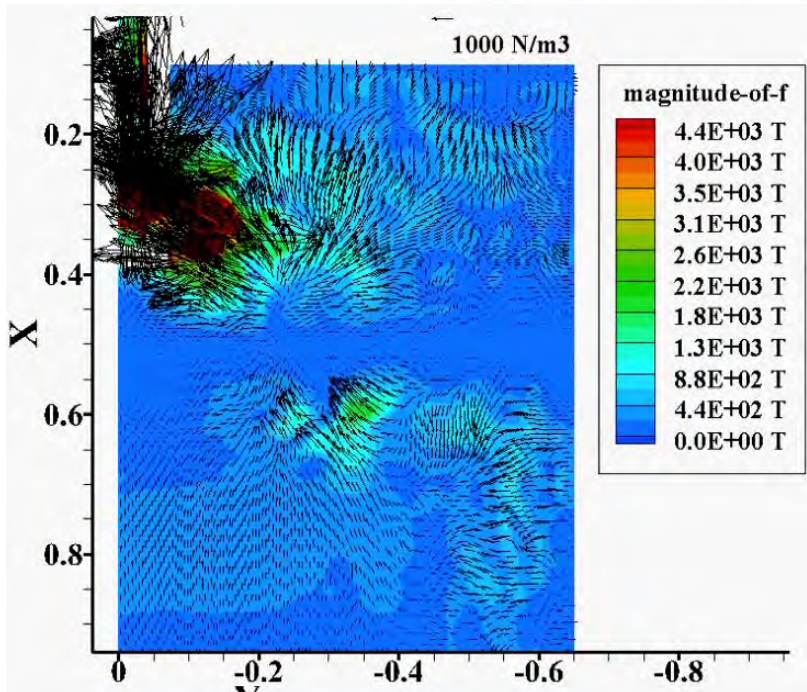 1000 N/m3
magnitude-of-f
4.4E+03 T
4.0E+03 T
3.5E+03 T
3.1E+03 T
2.6E+03 T
2.2E+03 T
1.8E+03 T
1.3E+03 T
8.8E+02 T
4.4E+02 T
0.0E+00 T
0.2
0.4
X
0.6
0.8
0 -0.2 -0.4 -0.6 -0.8